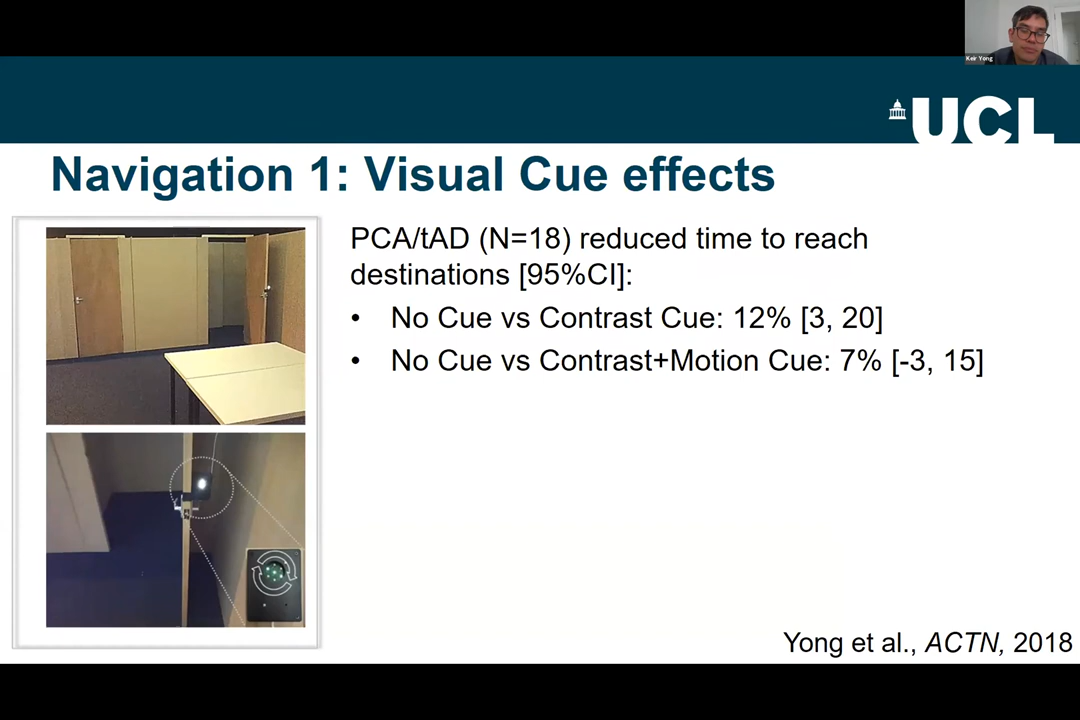 Keir Yong
UCL
Navigation 1: Visual Cue effects
PCA/tAD (N=18) reduced time to reach
destinations [95%CI]:
• No Cue vs Contrast Cue: 12% [3, 20]
• No Cue vs Contrast+Motion Cue: 7% [-3, 15]
Yong et al., ACTN, 2018